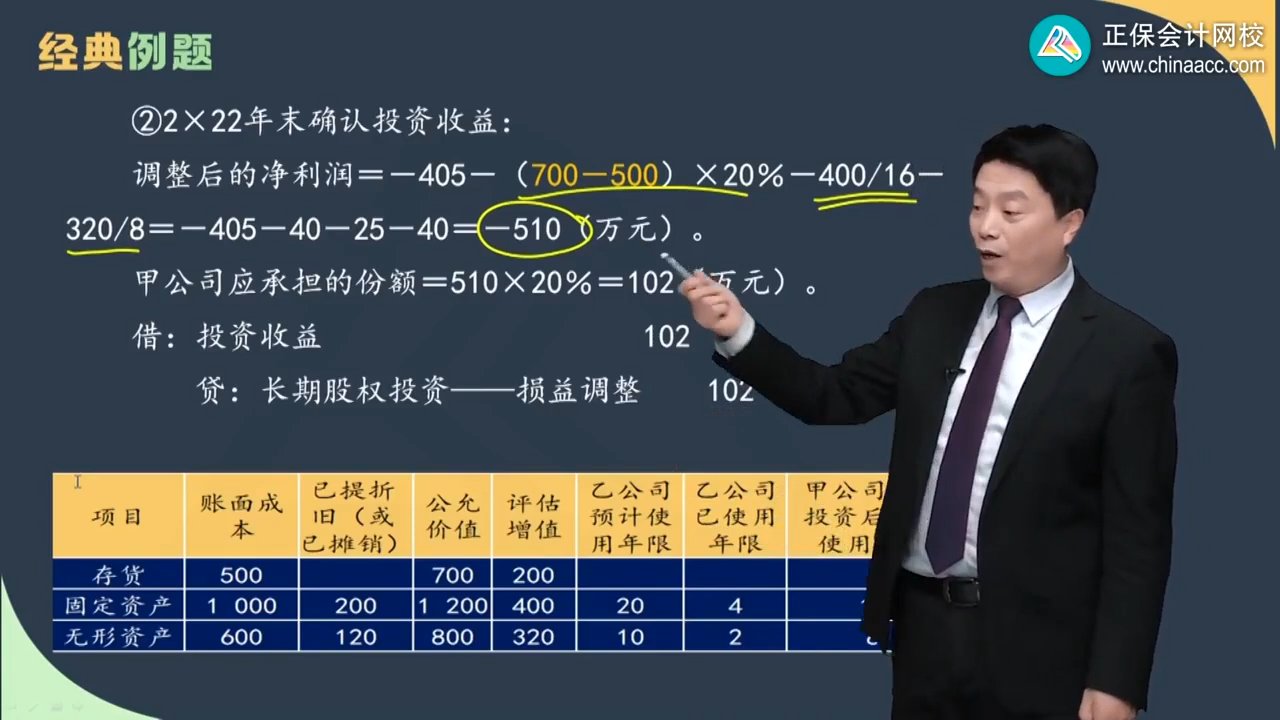 经典例题
正保会计网校
www.chinaacc.com
②2×22年末确认投资收益：
调整后的净利润＝－405－（700－500）×20%－400/16－
320/8＝－405－40－25－40＝－510（万元）。
甲公司应承担的份额＝510×20%＝102（万元）。
借：投资收益 102
贷：长期股权投资——损益调整 102
项目 账面成本 已提折旧（或已摊销） 公允价值 评估增值 乙公司预计使用年限 乙公司已使用年限 甲公司投资后使用
存货 500 700 200
固定资产 1 000 200 1 200 400 20 4
无形资产 600 120 800 320 10 2 8